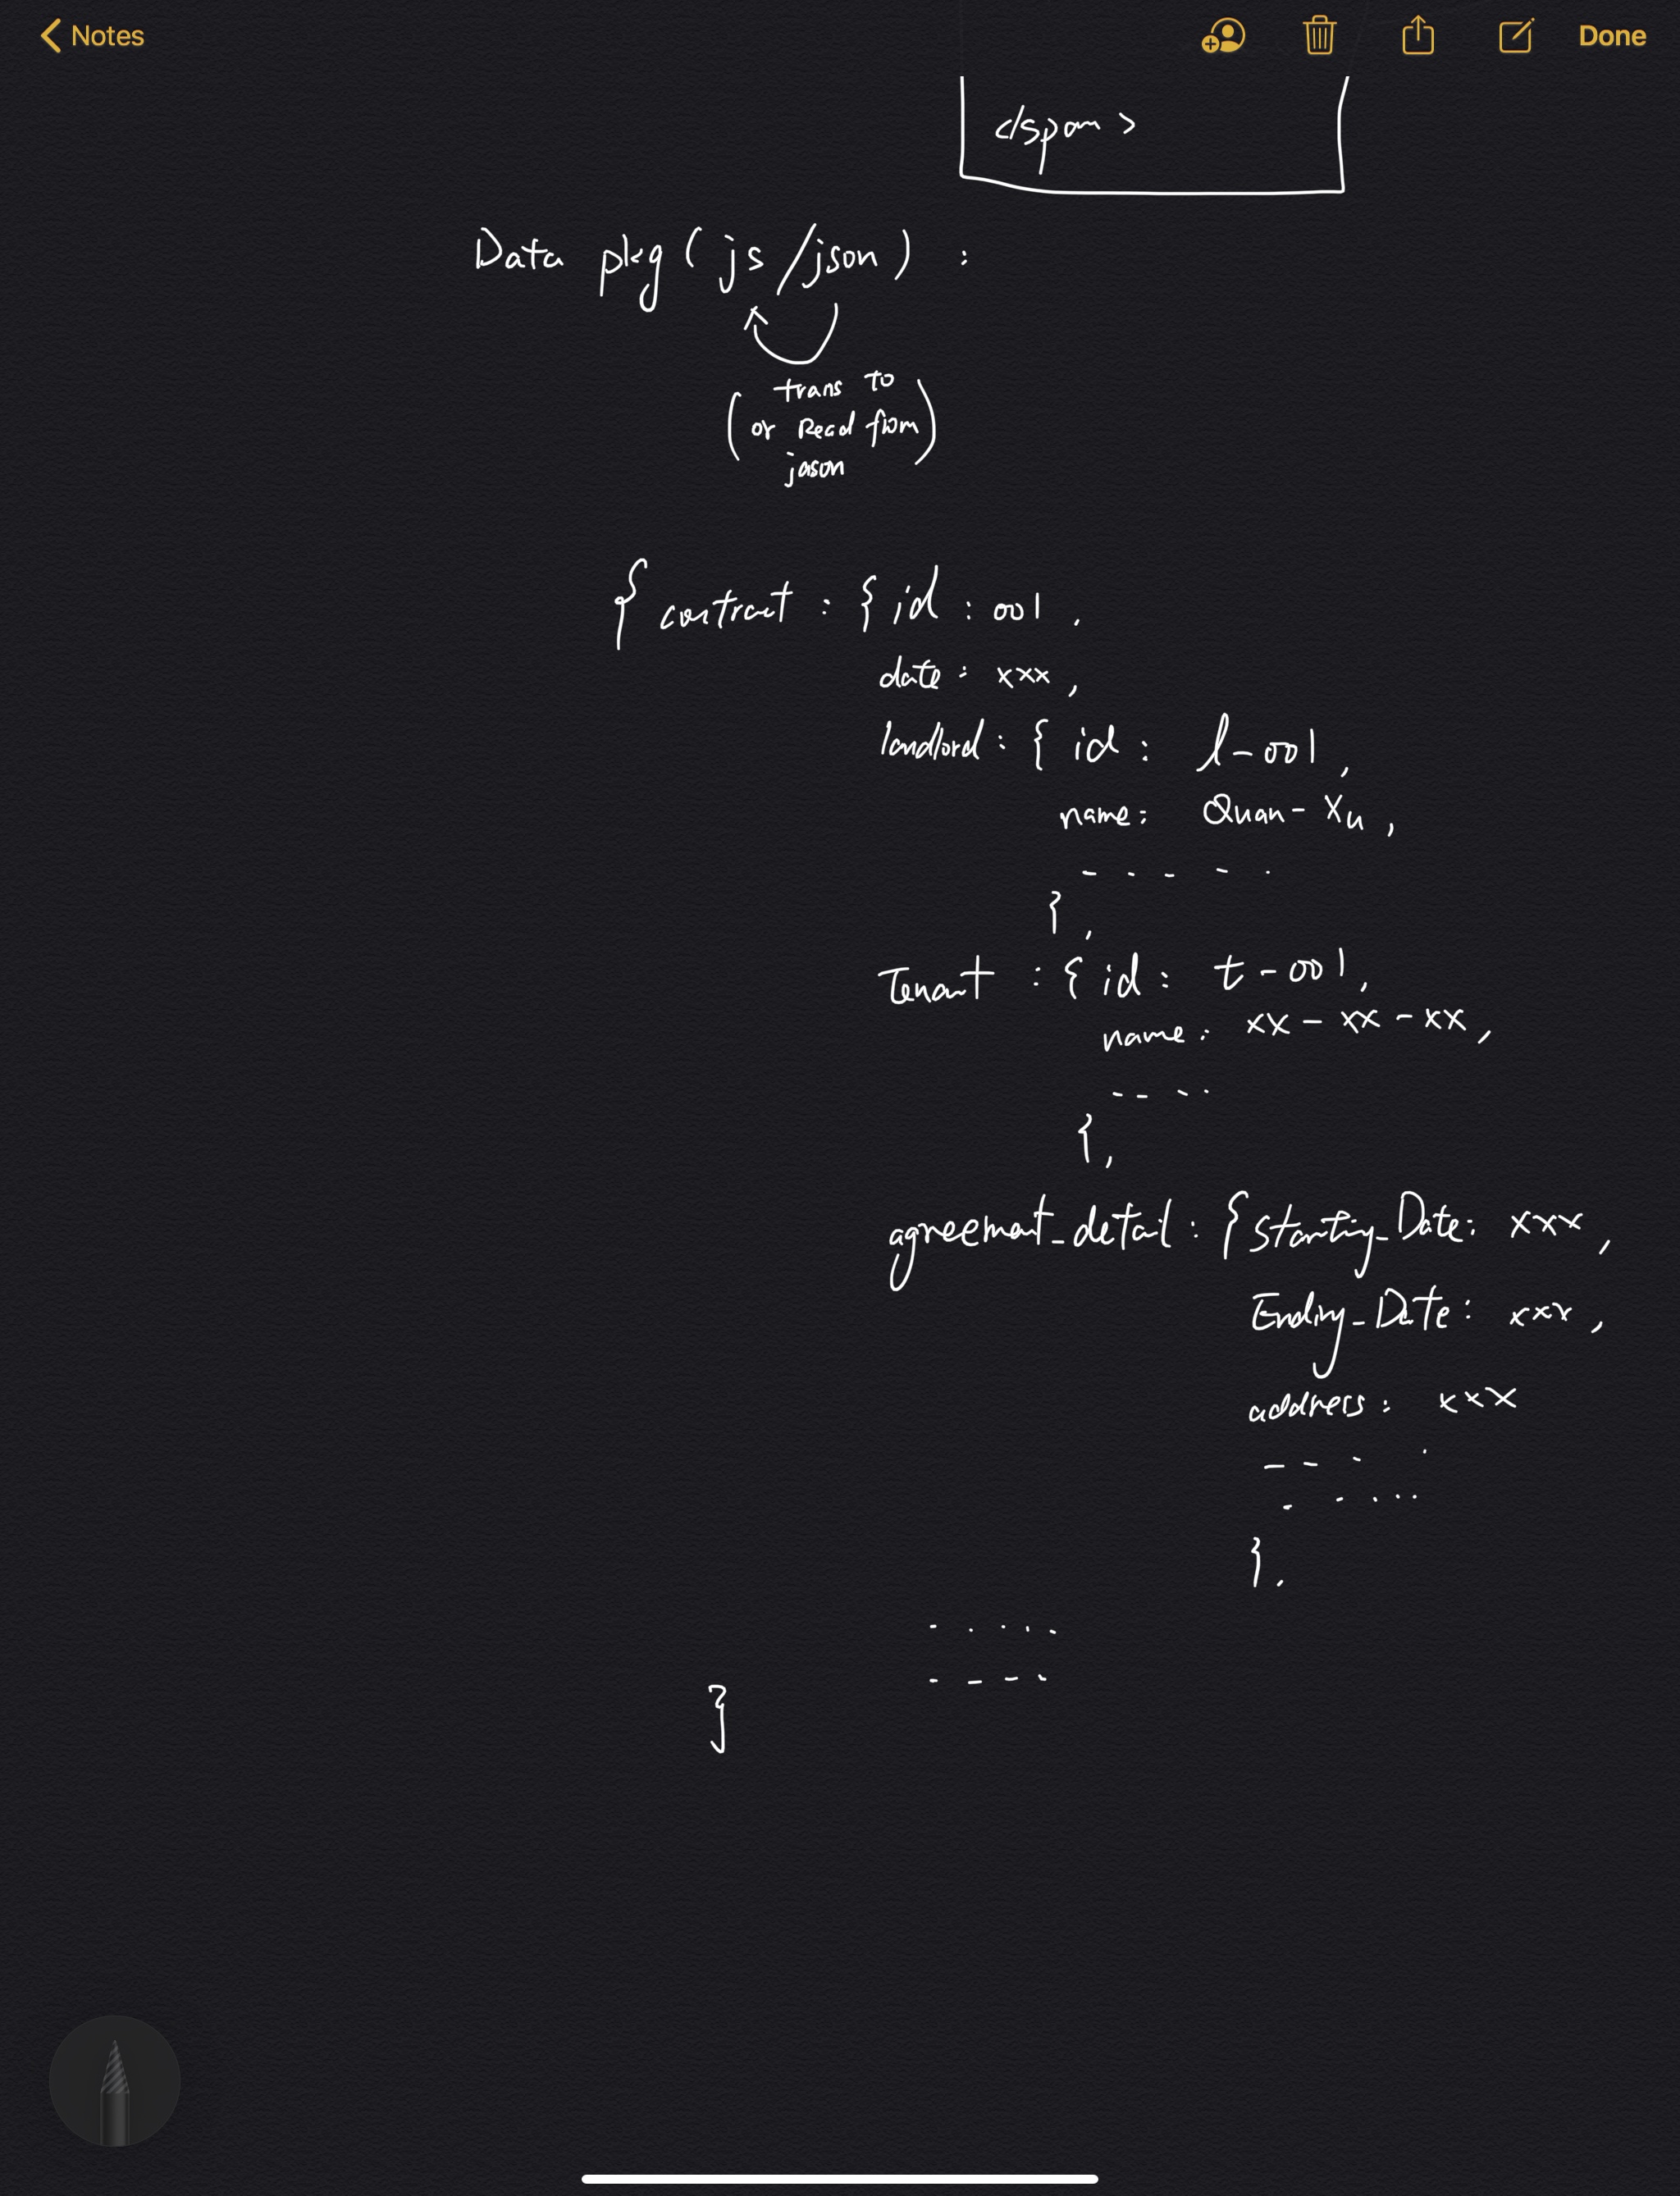 Notes
Done
</span>
Data pkg ( js / json ) :
( trans to
or Read from
jason )
{ contract : { id : 001 ,
date : xxx ,
landlord : { id : l-001 ,
name : Quan - Xu ,
- - - - -
} ,
Tenant : { id : t-001 ,
name : xx - xx - xx ,
- - - -
{ ,
agreement_detail : { Starting_Date : xxx ,
Ending_Date : xxx ,
address : xxx
- - - .
- - . . .
} ,
. . . . .
- - - -
}